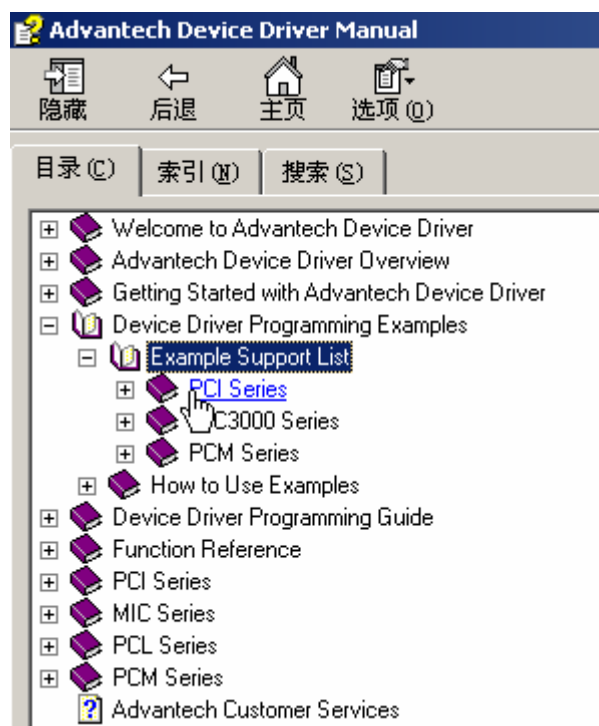 Advantech Device Driver Manual
隐藏 后退 主页 选项(O)
目录(C) 索引(N) 搜索(S)
Welcome to Advantech Device Driver
Advantech Device Driver Overview
Getting Started with Advantech Device Driver
Device Driver Programming Examples
Example Support List
PCI Series
C3000 Series
PCM Series
How to Use Examples
Device Driver Programming Guide
Function Reference
PCI Series
MIC Series
PCL Series
PCM Series
Advantech Customer Services